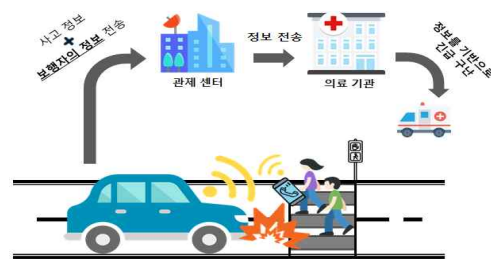 사고 정보
+
보행자의 정보 전송
관제 센터
정보 전송
의료 기관
정보를 기반으로
긴급 구난